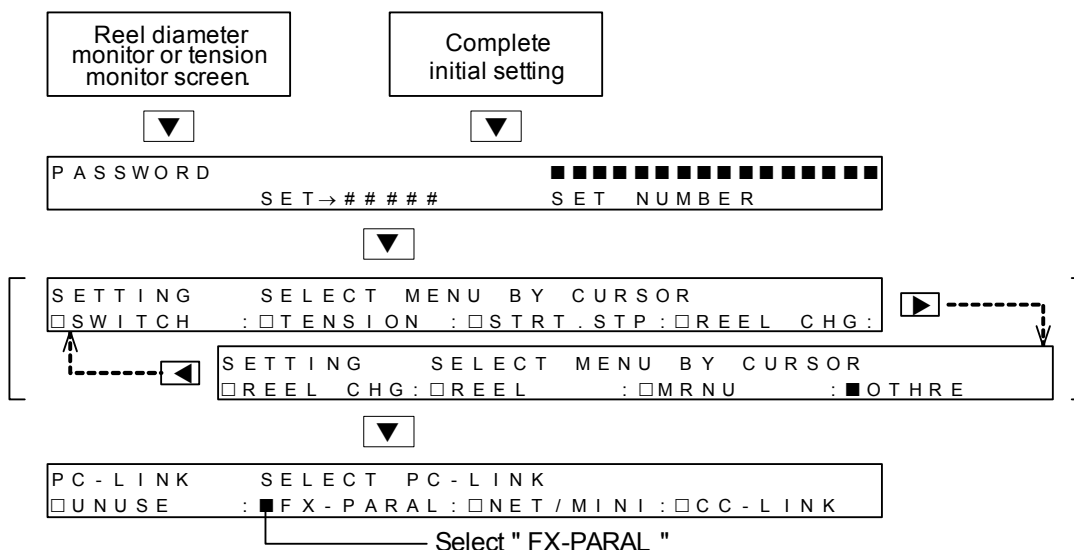 Reel diameter
monitor or tension
monitor screen.
Complete
initial setting
▼ ▼
PASSWORD ■■■■■■■■■■■■■■■■
SET→##### SET NUMBER
▼
SETTING SELECT MENU BY CURSOR
□SWITCH :□TENSION :□STRT.STP:□REEL CHG:
▶
SETTING SELECT MENU BY CURSOR
◀
□REEL CHG:□REEL :□MRNU :■OTHRE
▼
PC-LINK SELECT PC-LINK
□UNUSE :■FX-PARAL:□NET/MINI:□CC-LINK
Select " FX-PARAL "